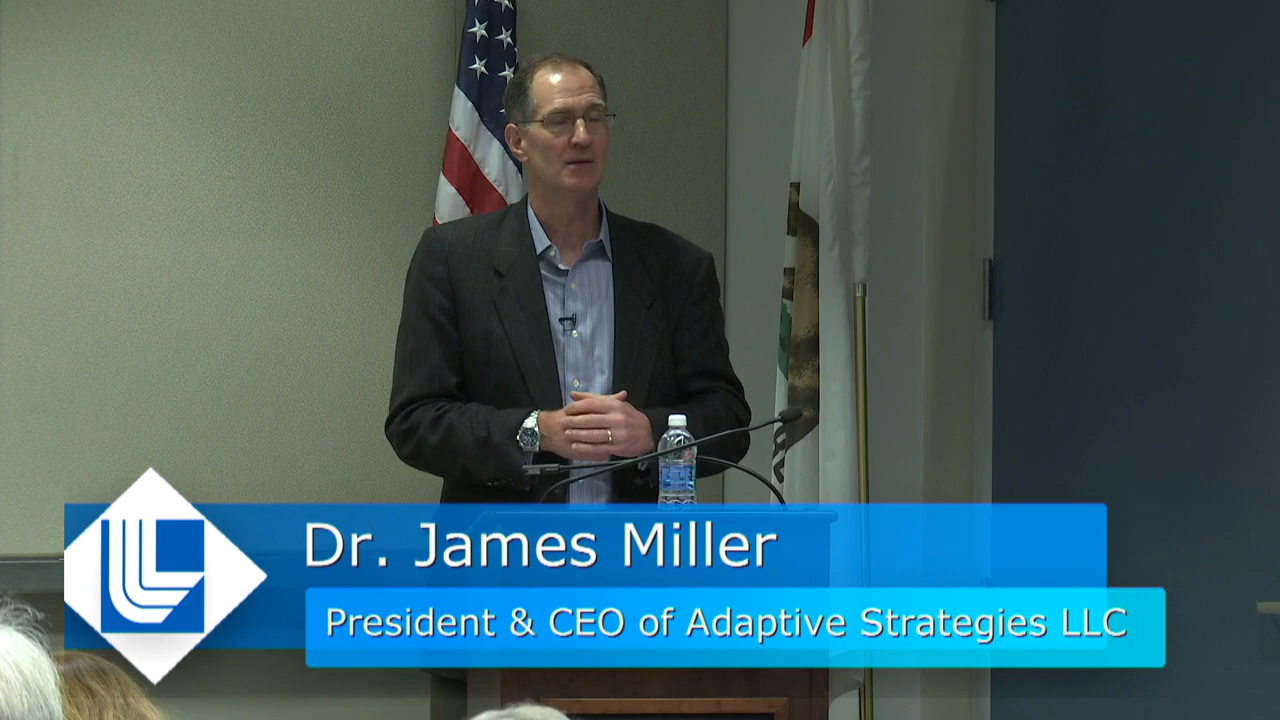 Dr. James Miller
President & CEO of Adaptive Strategies LLC